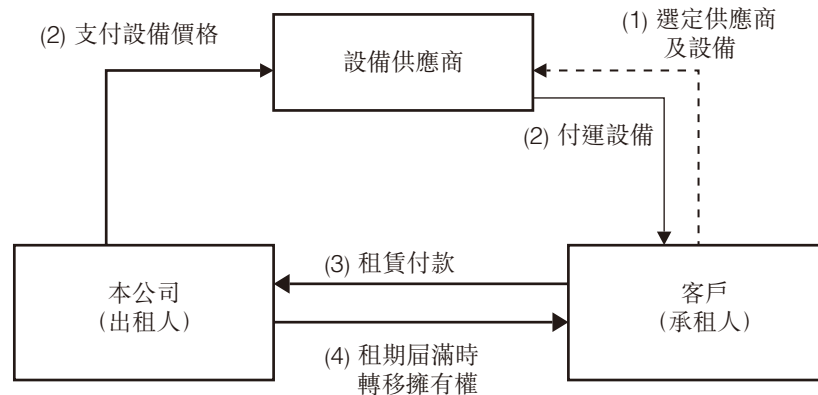 (2) 支付設備價格
(1) 選定供應商
及設備
設備供應商
(2) 付運設備
(3) 租賃付款
本公司
（出租人）
客戶
（承租人）
(4) 租期屆滿時
轉移擁有權